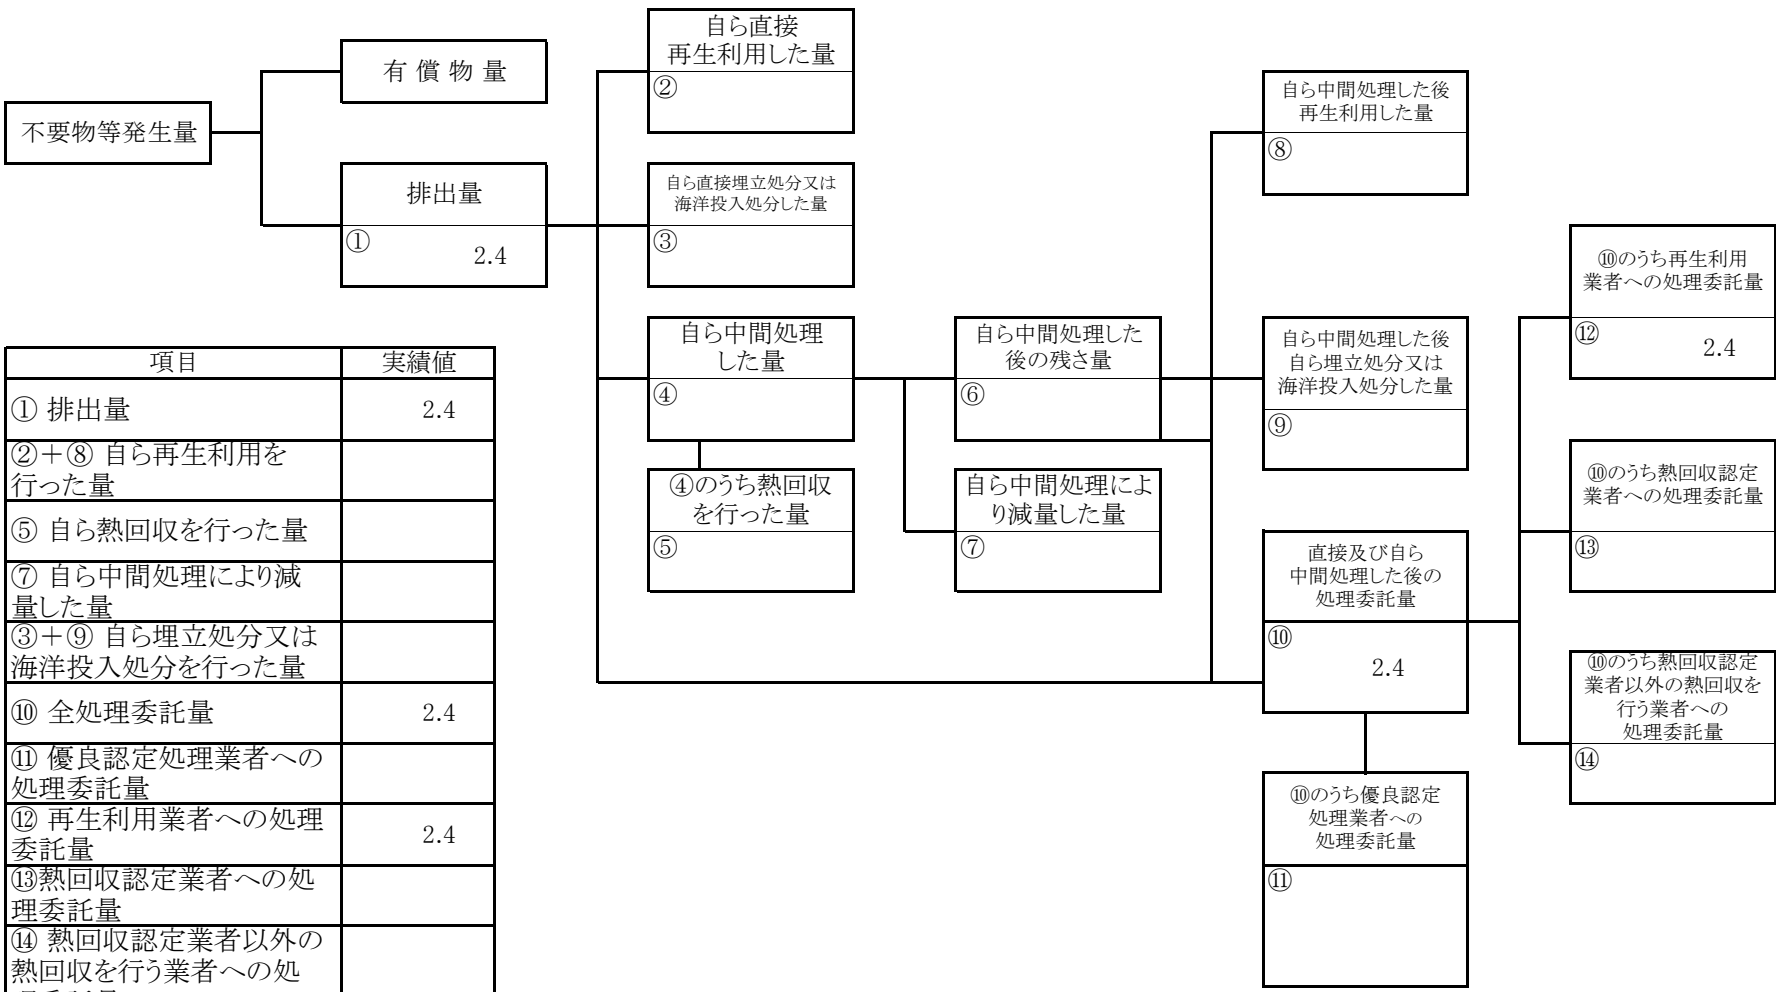 不要物等発生量
有償物量
排出量
①
2.4
自ら直接
再生利用した量
②
自ら直接埋立処分又は
海洋投入処分した量
③
自ら中間処理
した量
④
④のうち熱回収
を行った量
⑤
自ら中間処理した
後の残さ量
⑥
自ら中間処理によ
り減量した量
⑦
自ら中間処理した後
再生利用した量
⑧
自ら中間処理した後
自ら埋立処分又は
海洋投入処分した量
⑨
直接及び自ら
中間処理した後の
処理委託量
⑩
2.4
⑩のうち優良認定
処理業者への
処理委託量
⑪
⑩のうち再生利用
業者への処理委託量
⑫
2.4
⑩のうち熱回収認定
業者への処理委託量
⑬
⑩のうち熱回収認定
業者以外の熱回収を
行う業者への
処理委託量
⑭
項目 実績値
① 排出量 2.4
②＋⑧ 自ら再生利用を
行った量
⑤ 自ら熱回収を行った量
⑦ 自ら中間処理により減
量した量
③＋⑨ 自ら埋立処分又は
海洋投入処分を行った量
⑩ 全処理委託量 2.4
⑪ 優良認定処理業者への
処理委託量
⑫ 再生利用業者への処理
委託量 2.4
⑬熱回収認定業者への処
理委託量
⑭ 熱回収認定業者以外の
熱回収を行う業者への処